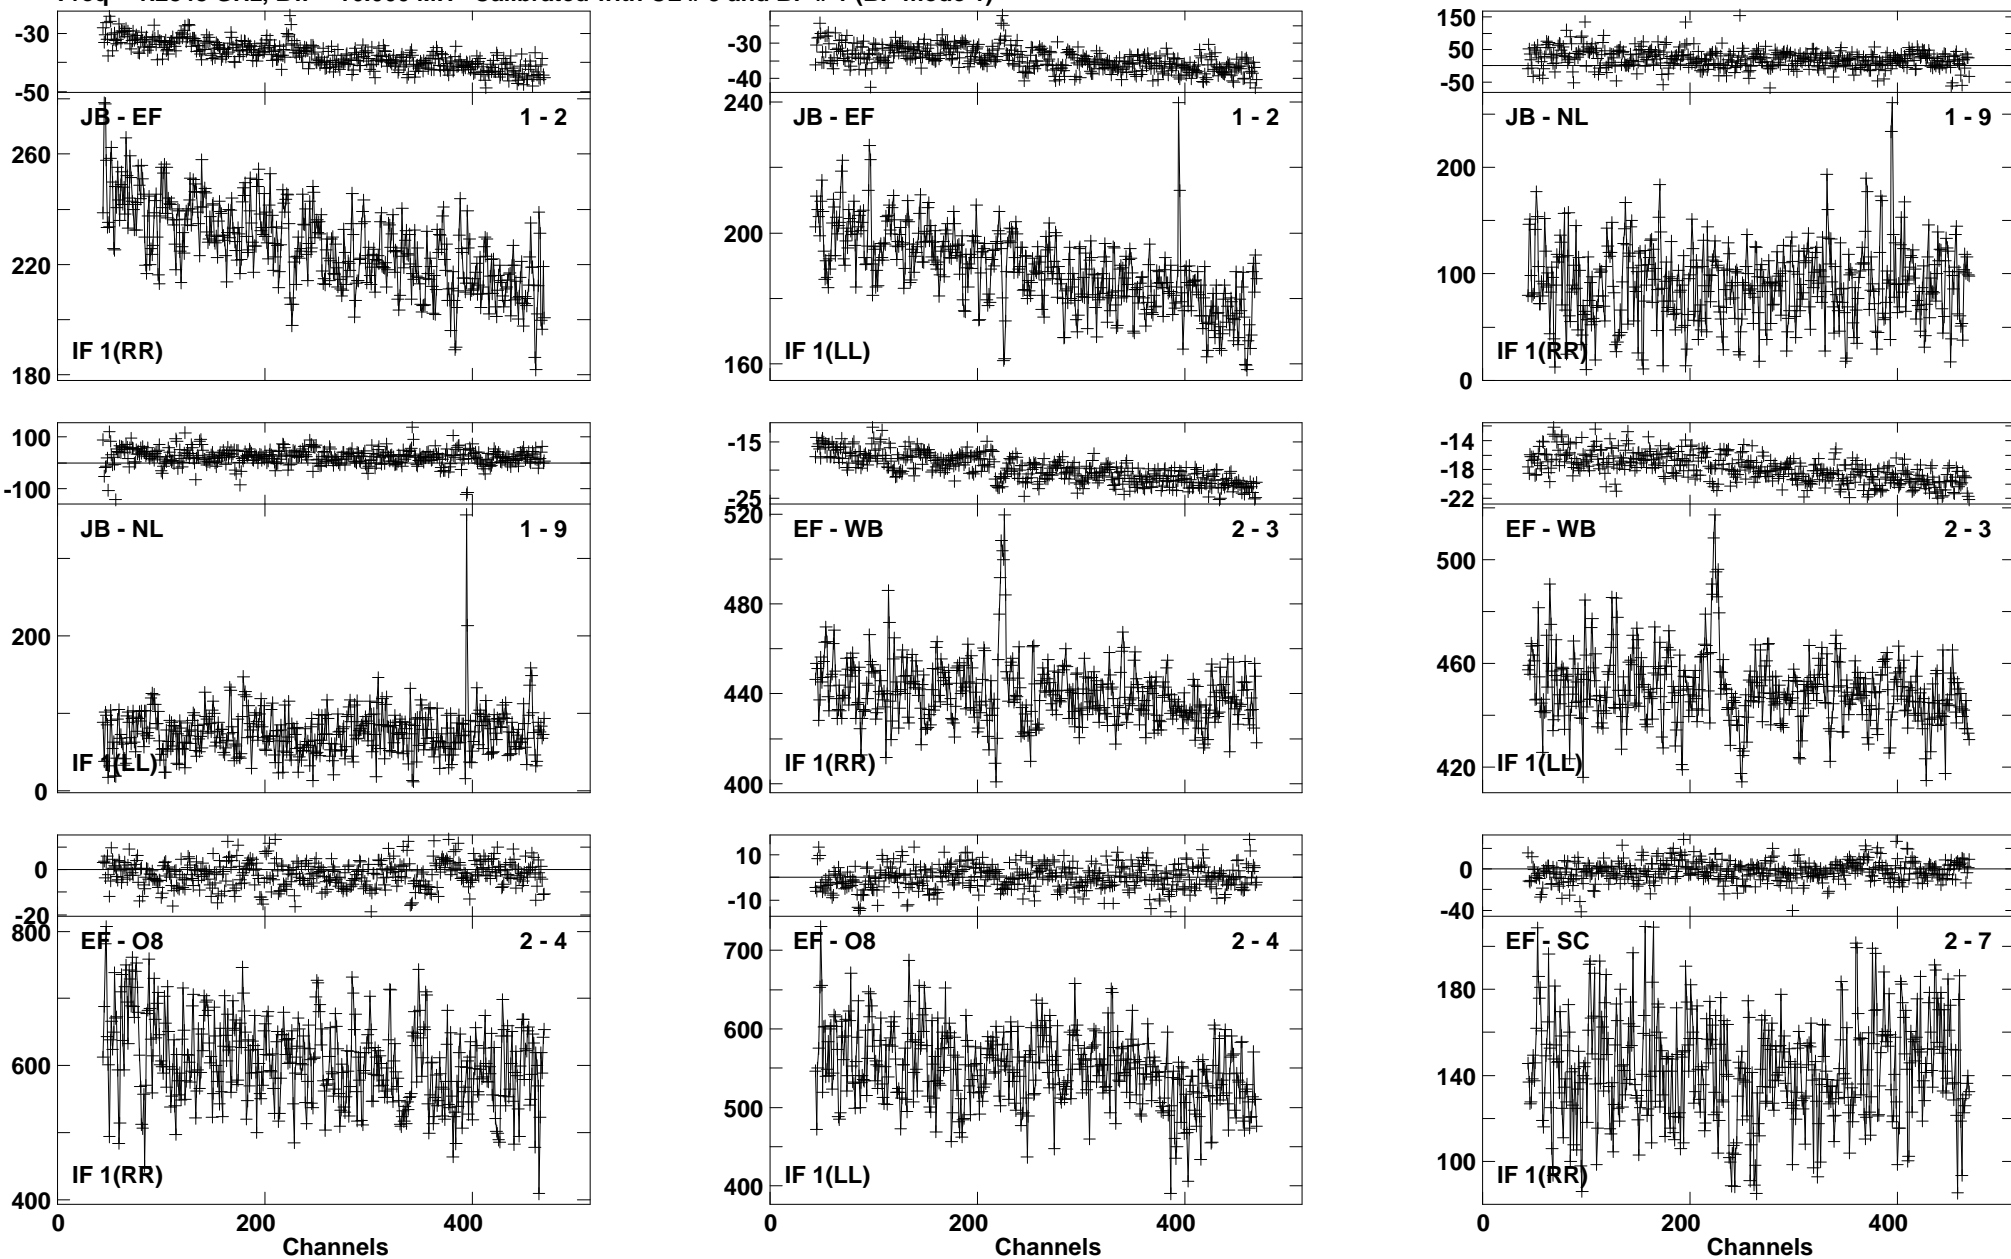 -30
-50
JB - EF 1 - 2
260
220
180
IF 1(RR)
-30
-40
240
JB - EF 1 - 2
200
160
IF 1(LL)
150
50
-50
JB - NL 1 - 9
200
100
0
IF 1(RR)
100
-100
JB - NL 1 - 9
200
0
IF 1(LL)
-15
-25
520
EF - WB 2 - 3
480
440
400
IF 1(RR)
-14
-18
-22
EF - WB 2 - 3
500
460
420
IF 1(LL)
0
-20
800
EF - O8 2 - 4
600
400
IF 1(RR)
0 200 400
Channels
10
-10
EF - O8 2 - 4
700
600
500
400
IF 1(LL)
0 200 400
Channels
0
-40
EF - SC 2 - 7
180
140
100
IF 1(RR)
0 200 400
Channels